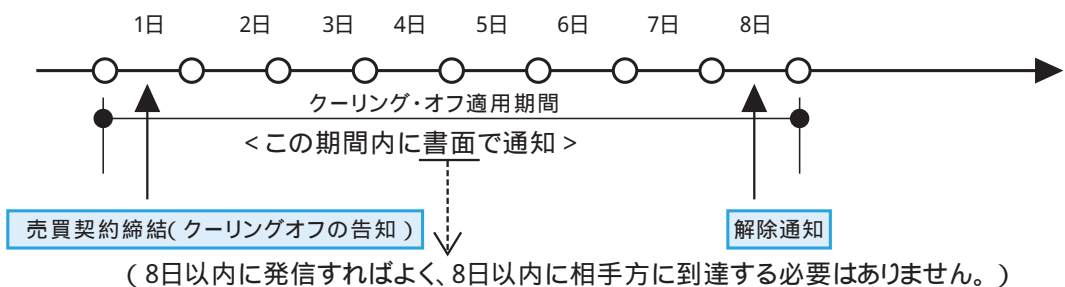 1日 2日 3日 4日 5日 6日 7日 8日
クーリング・オフ適用期間
<この期間内に書面で通知>
売買契約締結(クーリングオフの告知)
解除通知
(8日以内に発信すればよく、8日以内に相手方に到達する必要はありません。)